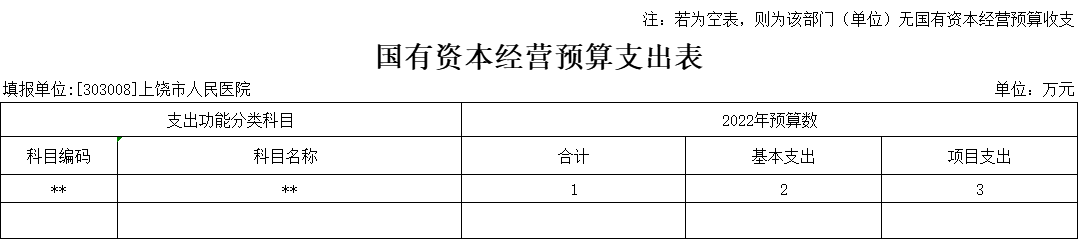 注：若为空表，则为该部门（单位）无国有资本经营预算收支
国有资本经营预算支出表
填报单位:[303008]上饶市人民医院 单位：万元
支出功能分类科目 2022年预算数
科目编码 科目名称 合计 基本支出 项目支出
** ** 1 2 3